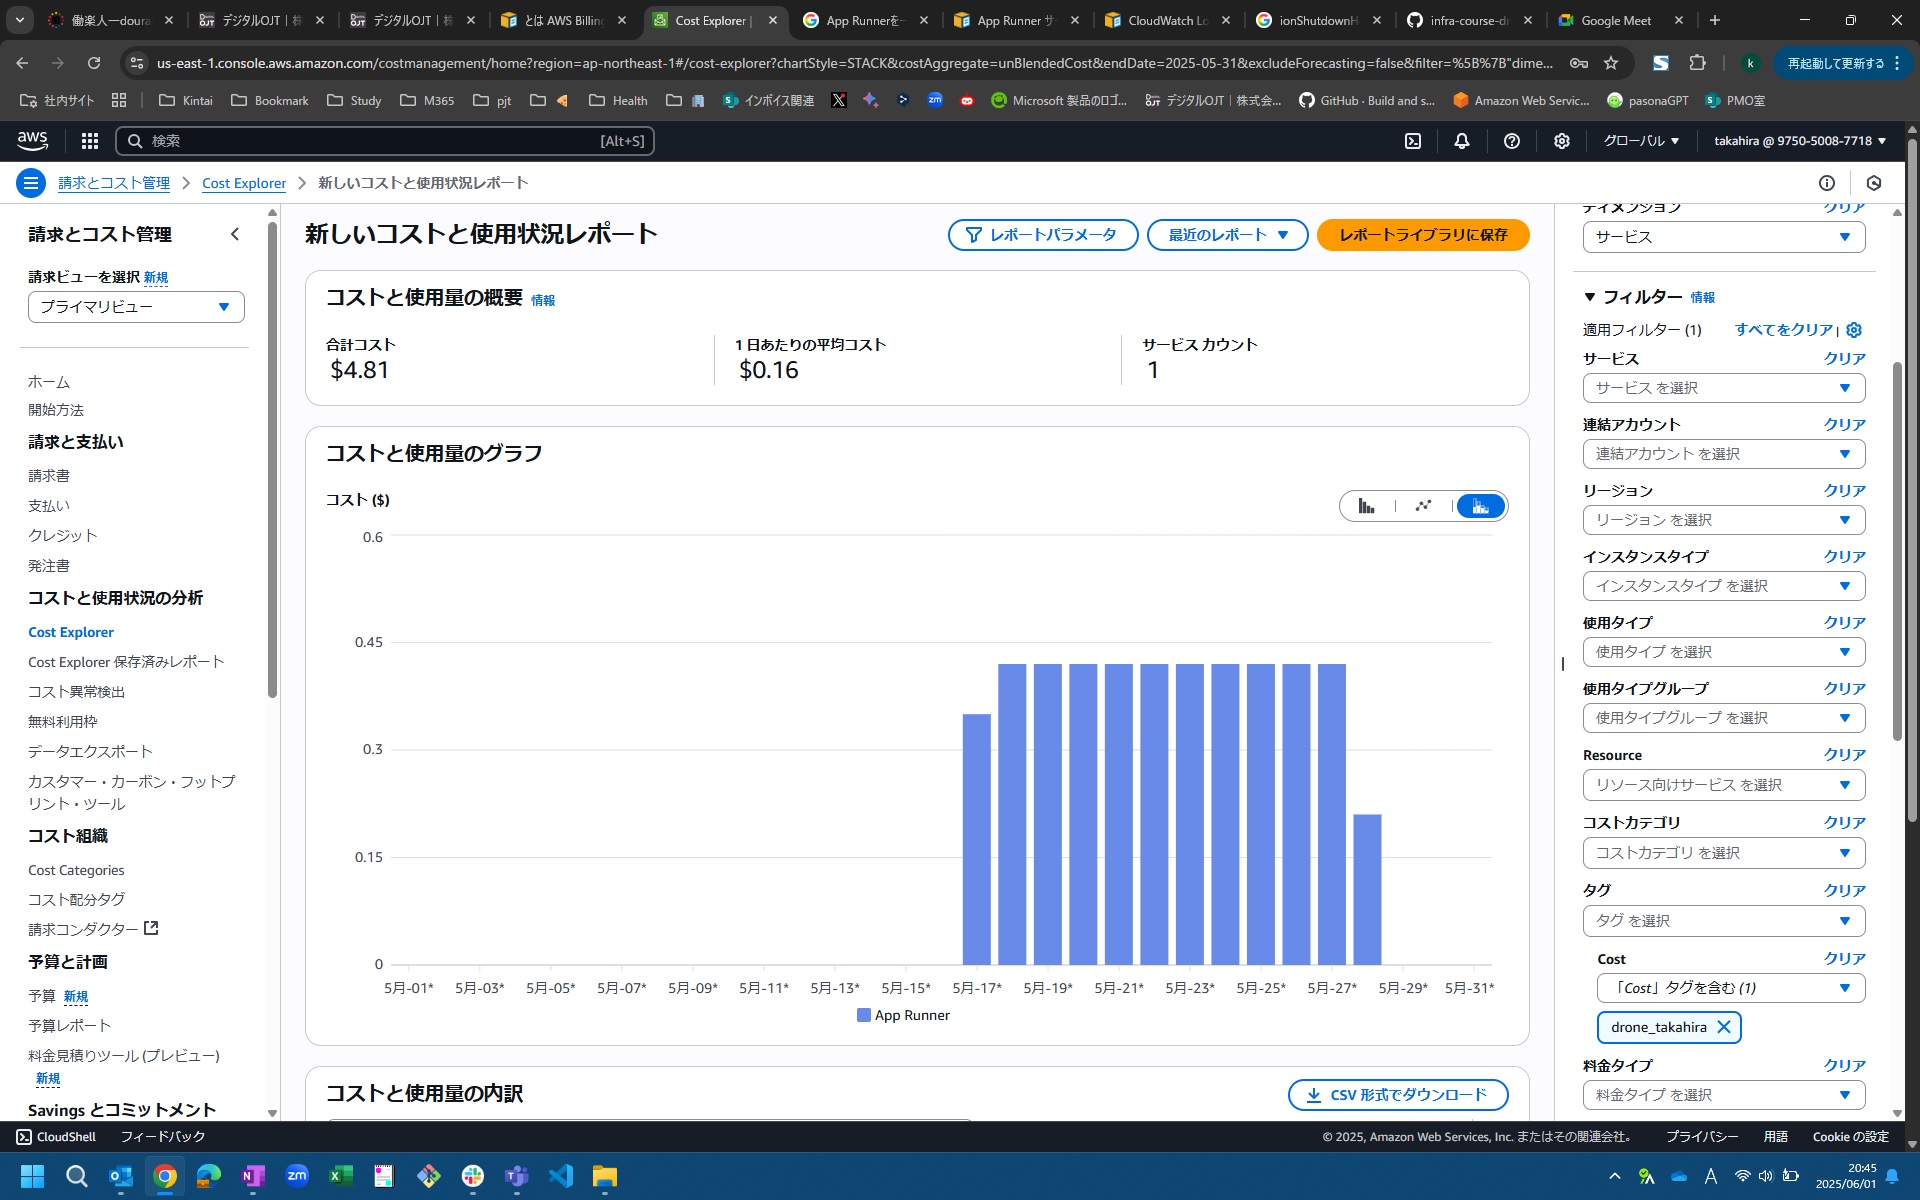 働楽人―doura
デジタルOJT | 株
デジタルOJT | 株
とは AWS Billing
Cost Explorer |
App Runnerを一
App Runner サ
CloudWatch Lo
ionShutdownH
infra-course-dr
Google Meet
us-east-1.console.aws.amazon.com/costmanagement/home?region=ap-northeast-1#/cost-explorer?chartStyle=STACK&costAggregate=unBlendedCost&endDate=2025-05-31&excludeForecasting=false&filter=%5B%7B"dime...
再起動して更新する
社内サイト
Kintai
Bookmark
Study
M365
pjt
Health
インボイス関連
Microsoft 製品のロゴ...
デジタルOJT | 株式会...
GitHub · Build and s...
Amazon Web Servic...
pasonaGPT
PMO室
aws
検索
[Alt+S]
グローバル
takahira @ 9750-5008-7718
請求とコスト管理
Cost Explorer
新しいコストと使用状況レポート
請求とコスト管理
請求ビューを選択 新規
プライマリビュー
ホーム
開始方法
請求と支払い
請求書
支払い
クレジット
発注書
コストと使用状況の分析
Cost Explorer
Cost Explorer 保存済みレポート
コスト異常検出
無料利用枠
データエクスポート
カスタマー・カーボン・フットプ
リント・ツール
コスト組織
Cost Categories
コスト配分タグ
請求コンダクター
予算と計画
予算 新規
予算レポート
料金見積りツール (プレビュー)
新規
Savings とコミットメント
新しいコストと使用状況レポート
レポートパラメータ
最近のレポート
レポートライブラリに保存
コストと使用量の概要 情報
合計コスト
$4.81
1 日あたりの平均コスト
$0.16
サービス カウント
1
コストと使用量のグラフ
コスト ($)
0.6
0.45
0.3
0.15
0
5月-01* 5月-03* 5月-05* 5月-07* 5月-09* 5月-11* 5月-13* 5月-15* 5月-17* 5月-19* 5月-21* 5月-23* 5月-25* 5月-27* 5月-29* 5月-31*
App Runner
コストと使用量の内訳
CSV 形式でダウンロード
ディメンション
クリア
サービス
フィルター 情報
適用フィルター (1)
すべてをクリア
サービス
クリア
サービス を選択
連結アカウント
クリア
連結アカウント を選択
リージョン
クリア
リージョン を選択
インスタンスタイプ
クリア
インスタンスタイプ を選択
使用タイプ
クリア
使用タイプ を選択
使用タイプグループ
クリア
使用タイプグループ を選択
Resource
クリア
リソース向けサービス を選択
コストカテゴリ
クリア
コストカテゴリ を選択
タグ
クリア
タグ を選択
Cost
クリア
「Cost」タグを含む (1)
drone_takahira
料金タイプ
クリア
料金タイプ を選択
CloudShell
フィードバック
© 2025, Amazon Web Services, Inc. またはその関連会社。
プライバシー
用語
Cookie の設定
20:45
2025/06/01